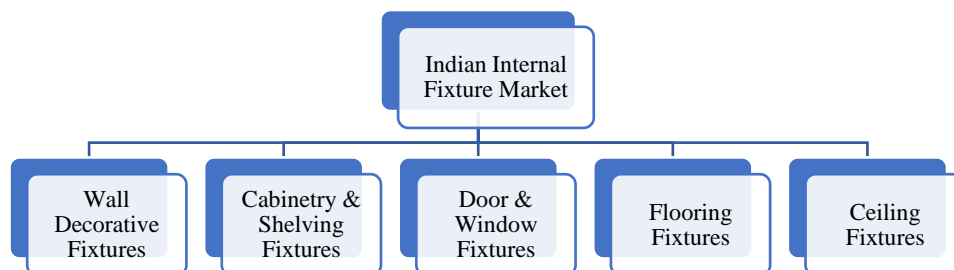 Indian Internal
Fixture Market
Wall
Decorative
Fixtures
Cabinetry &
Shelving
Fixtures
Door &
Window
Fixtures
Flooring
Fixtures
Ceiling
Fixtures